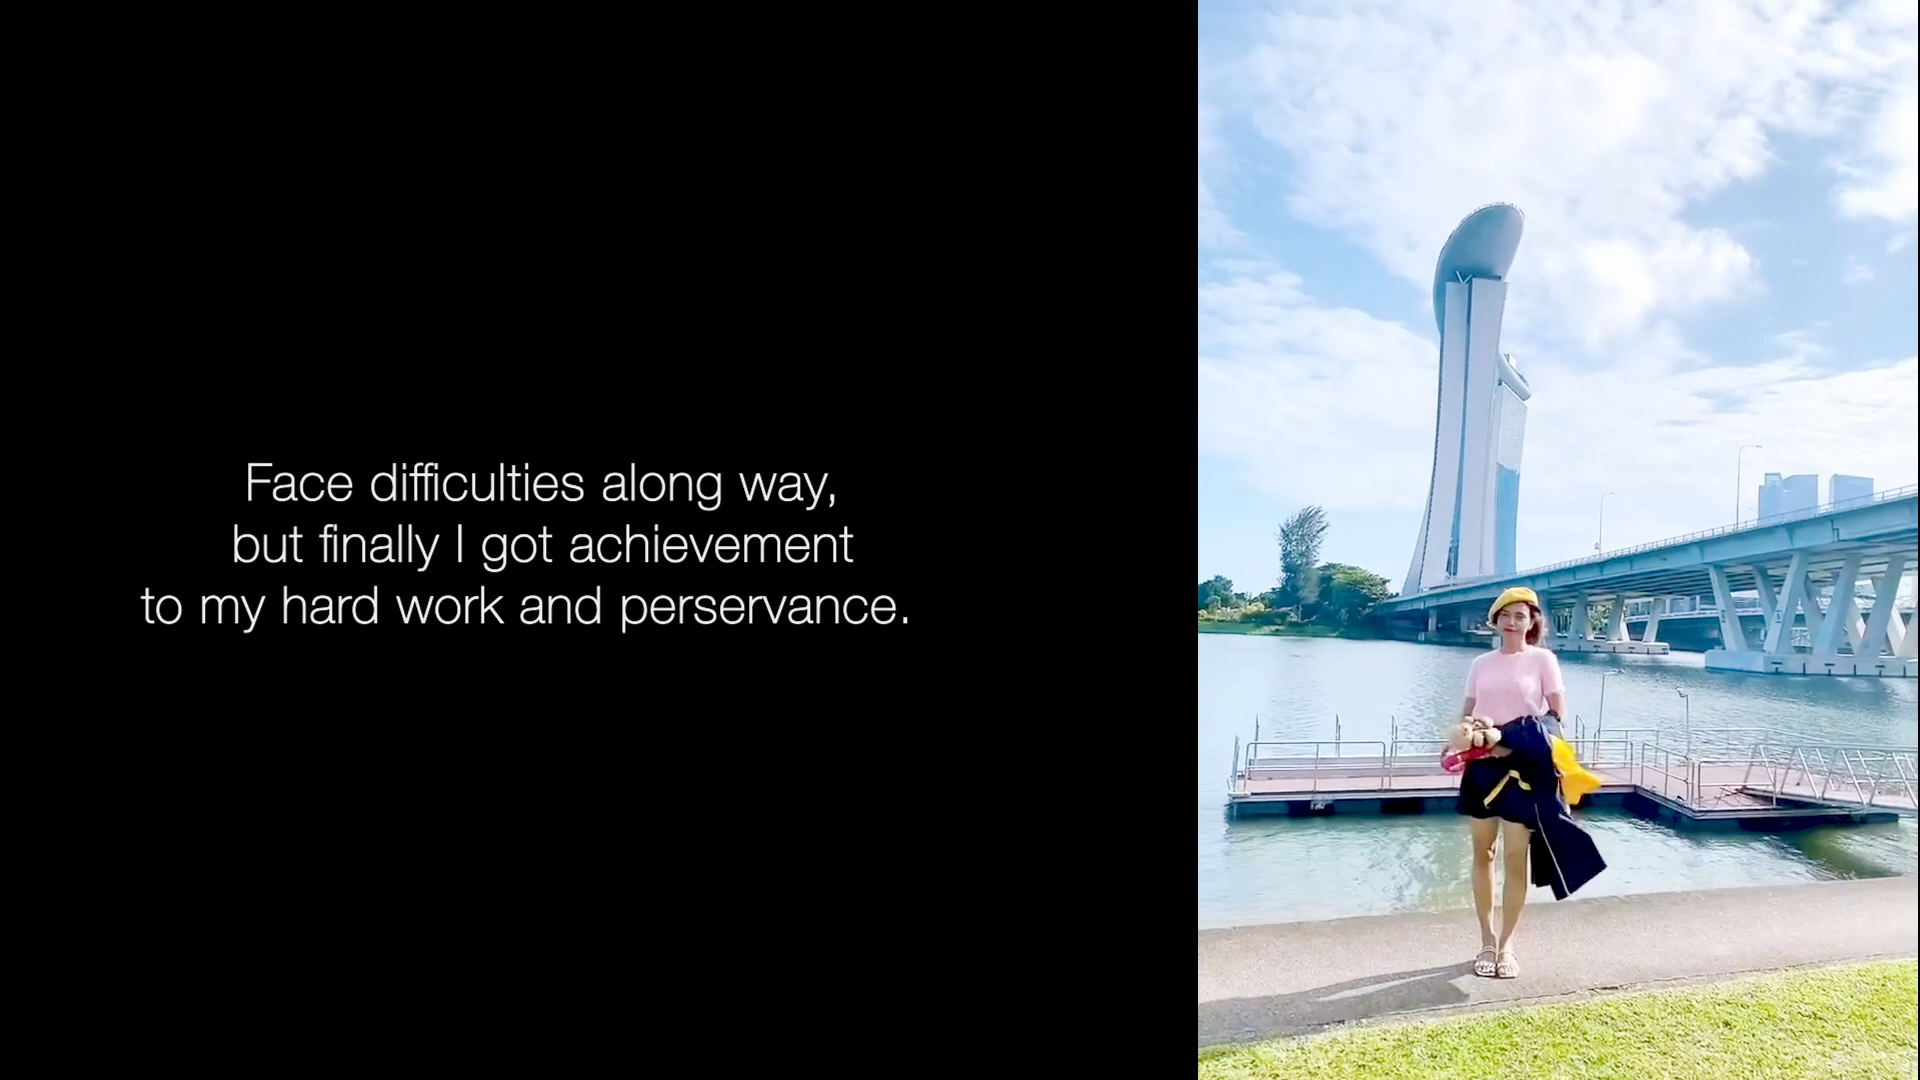 Face difficulties along way,
but finally I got achievement
to my hard work and perservance.